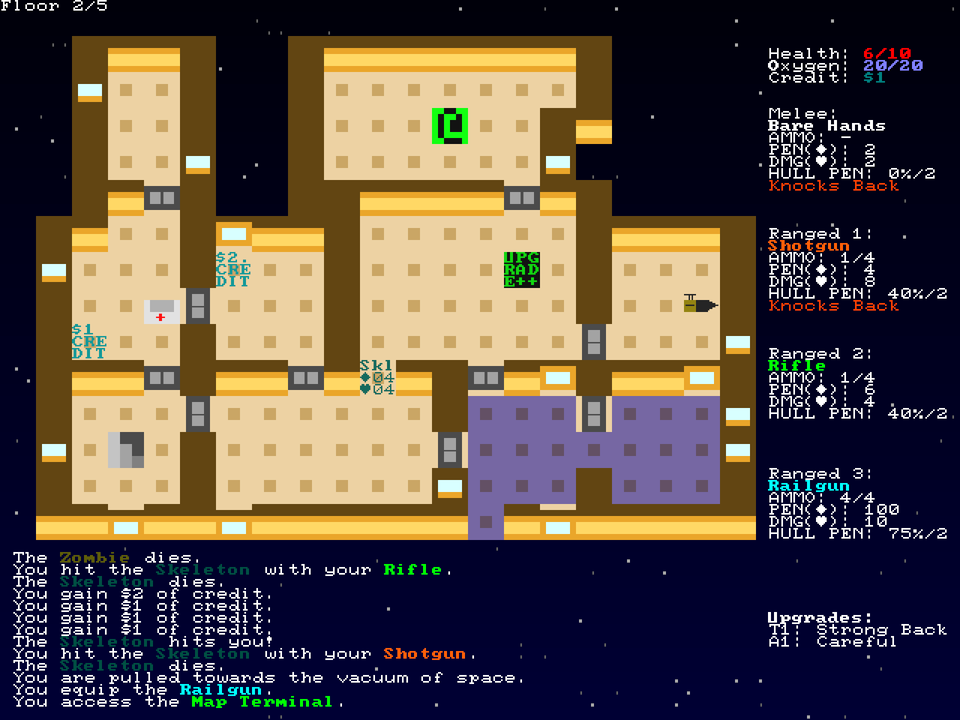 Floor 2/5
Health: 6/10
Oxygen: 20/20
Credit: $1
Melee:
Bare Hands
AMMO: -
PEN(◆): 2
DMG(♥): 2
HULL PEN: 0%/2
Knocks Back
Ranged 1:
Shotgun
AMMO: 1/4
PEN(◆): 4
DMG(♥): 8
HULL PEN: 40%/2
Knocks Back
Ranged 2:
Rifle
AMMO: 1/4
PEN(◆): 6
DMG(♥): 4
HULL PEN: 40%/2
Ranged 3:
Railgun
AMMO: 4/4
PEN(◆): 100
DMG(♥): 10
HULL PEN: 75%/2
Upgrades:
T1: Strong Back
A1: Careful
C
$2.
CRE
DIT
UPG
RAD
E++
$1
CRE
DIT
Skl
◆04
♥04
The Zombie dies.
You hit the Skeleton with your Rifle.
The Skeleton dies.
You gain $2 of credit.
You gain $1 of credit.
You gain $1 of credit.
You gain $1 of credit.
The Skeleton hits you!
You hit the Skeleton with your Shotgun.
The Skeleton dies.
You are pulled towards the vacuum of space.
You equip the Railgun.
You access the Map Terminal.